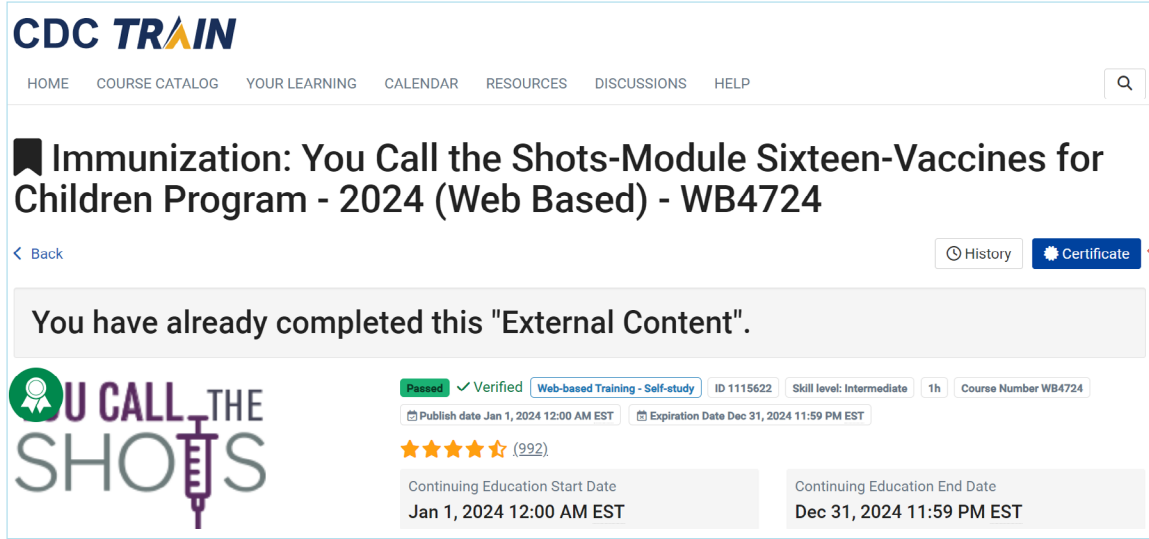 CDC TRAIN
HOME COURSE CATALOG YOUR LEARNING CALENDAR RESOURCES DISCUSSIONS HELP
Immunization: You Call the Shots-Module Sixteen-Vaccines for
Children Program - 2024 (Web Based) - WB4724
Back
History Certificate
You have already completed this "External Content".
U CALL THE
SHOTS
Passed Verified Web-based Training - Self-study ID 1115622 Skill level: Intermediate 1h Course Number WB4724
Publish date Jan 1, 2024 12:00 AM EST Expiration Date Dec 31, 2024 11:59 PM EST
(992)
Continuing Education Start Date
Jan 1, 2024 12:00 AM EST
Continuing Education End Date
Dec 31, 2024 11:59 PM EST